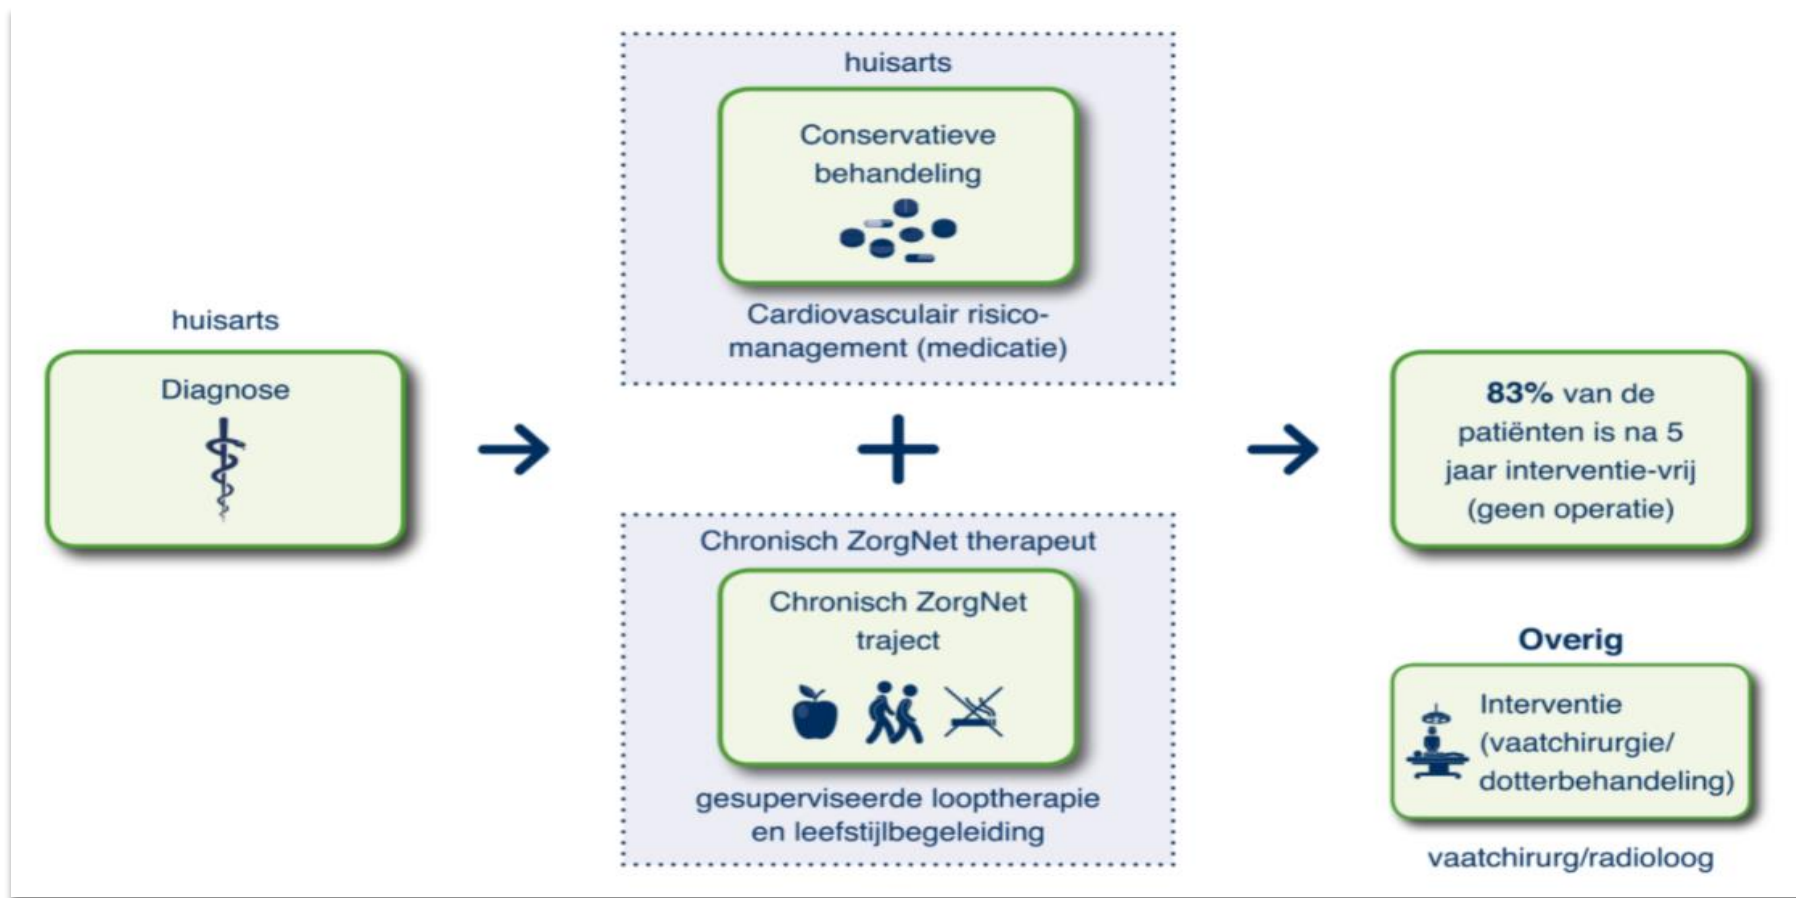 huisarts
Diagnose
huisarts
Conservatieve
behandeling
Cardiovasculair risico-
management (medicatie)
Chronisch ZorgNet therapeut
Chronisch ZorgNet
traject
gesuperviseerde looptherapie
en leefstijlbegeleiding
83% van de
patiënten is na 5
jaar interventie-vrij
(geen operatie)
Overig
Interventie
(vaatchirurgie/
dotterbehandeling)
vaatchirurg/radioloog